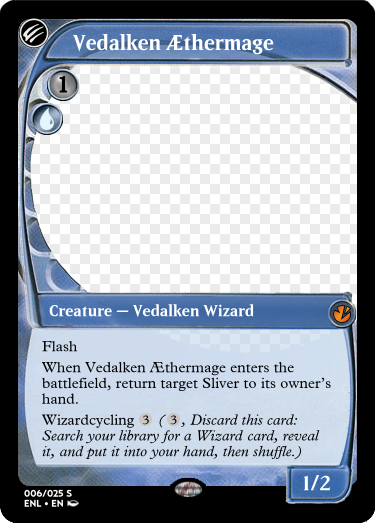 Vedalken Æthermage
1
Creature — Vedalken Wizard
Flash
When Vedalken Æthermage enters the
battlefield, return target Sliver to its owner's
hand.
Wizardcycling 3 (3, Discard this card:
Search your library for a Wizard card, reveal
it, and put it into your hand, then shuffle.)
1/2
006/025 S
ENL • EN